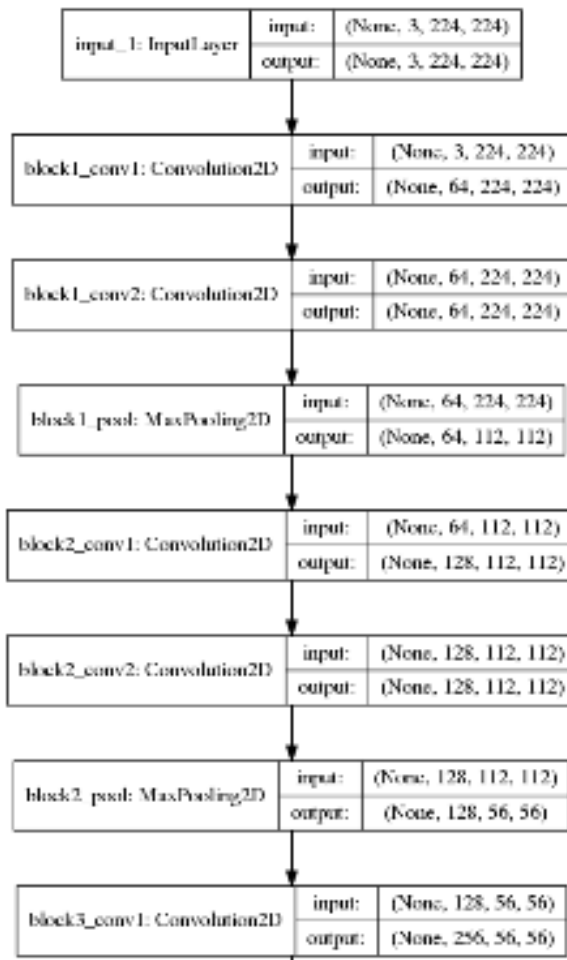 input_1: InputLayer
input: (None, 3, 224, 224)
output: (None, 3, 224, 224)
block1_conv1: Convolution2D
input: (None, 3, 224, 224)
output: (None, 64, 224, 224)
block1_conv2: Convolution2D
input: (None, 64, 224, 224)
output: (None, 64, 224, 224)
block1_pool: MaxPooling2D
input: (None, 64, 224, 224)
output: (None, 64, 112, 112)
block2_conv1: Convolution2D
input: (None, 64, 112, 112)
output: (None, 128, 112, 112)
block2_conv2: Convolution2D
input: (None, 128, 112, 112)
output: (None, 128, 112, 112)
block2_pool: MaxPooling2D
input: (None, 128, 112, 112)
output: (None, 128, 56, 56)
block3_conv1: Convolution2D
input: (None, 128, 56, 56)
output: (None, 256, 56, 56)